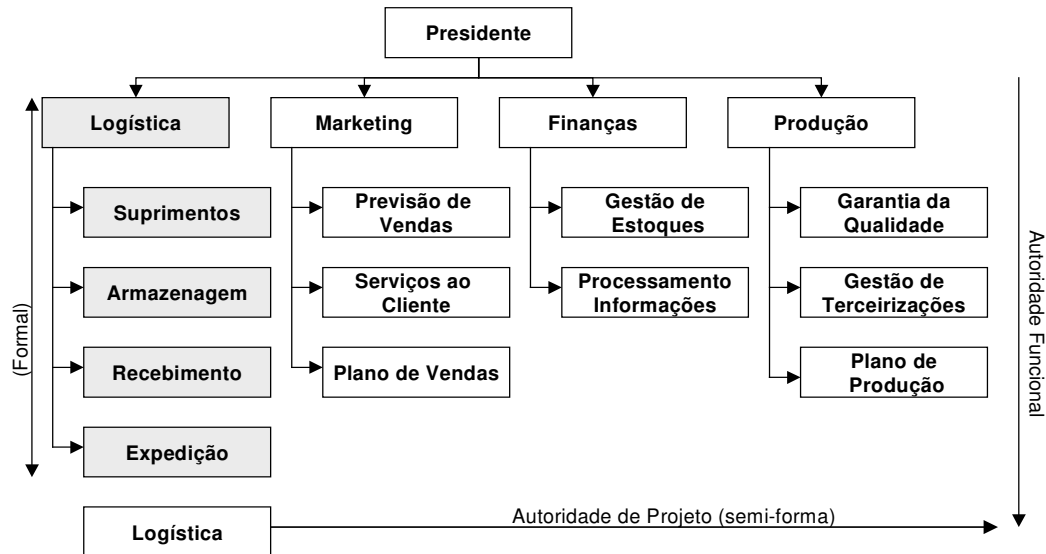 Presidente
Logística
Marketing
Finanças
Produção
Suprimentos
Previsão de
Vendas
Gestão de
Estoques
Garantia da
Qualidade
Armazenagem
Serviços ao
Cliente
Processamento
Informações
Gestão de
Terceirizações
Recebimento
Plano de Vendas
Plano de
Produção
Expedição
(Formal)
Autoridade Funcional
Logística
Autoridade de Projeto (semi-forma)